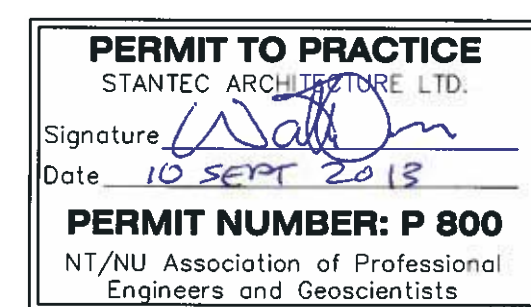 PERMIT TO PRACTICE
STANTEC ARCHITECTURE LTD.
Signature
Date 10 SEPT 2013
PERMIT NUMBER: P 800
NT/NU Association of Professional
Engineers and Geoscientists